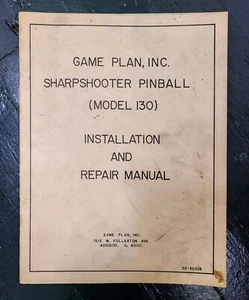 GAME PLAN, INC.
SHARPSHOOTER PINBALL
(MODEL 130)
INSTALLATION
AND
REPAIR MANUAL
GAME PLAN, INC.
1515 W. FULLERTON AVE.
ADDISON, IL 60101